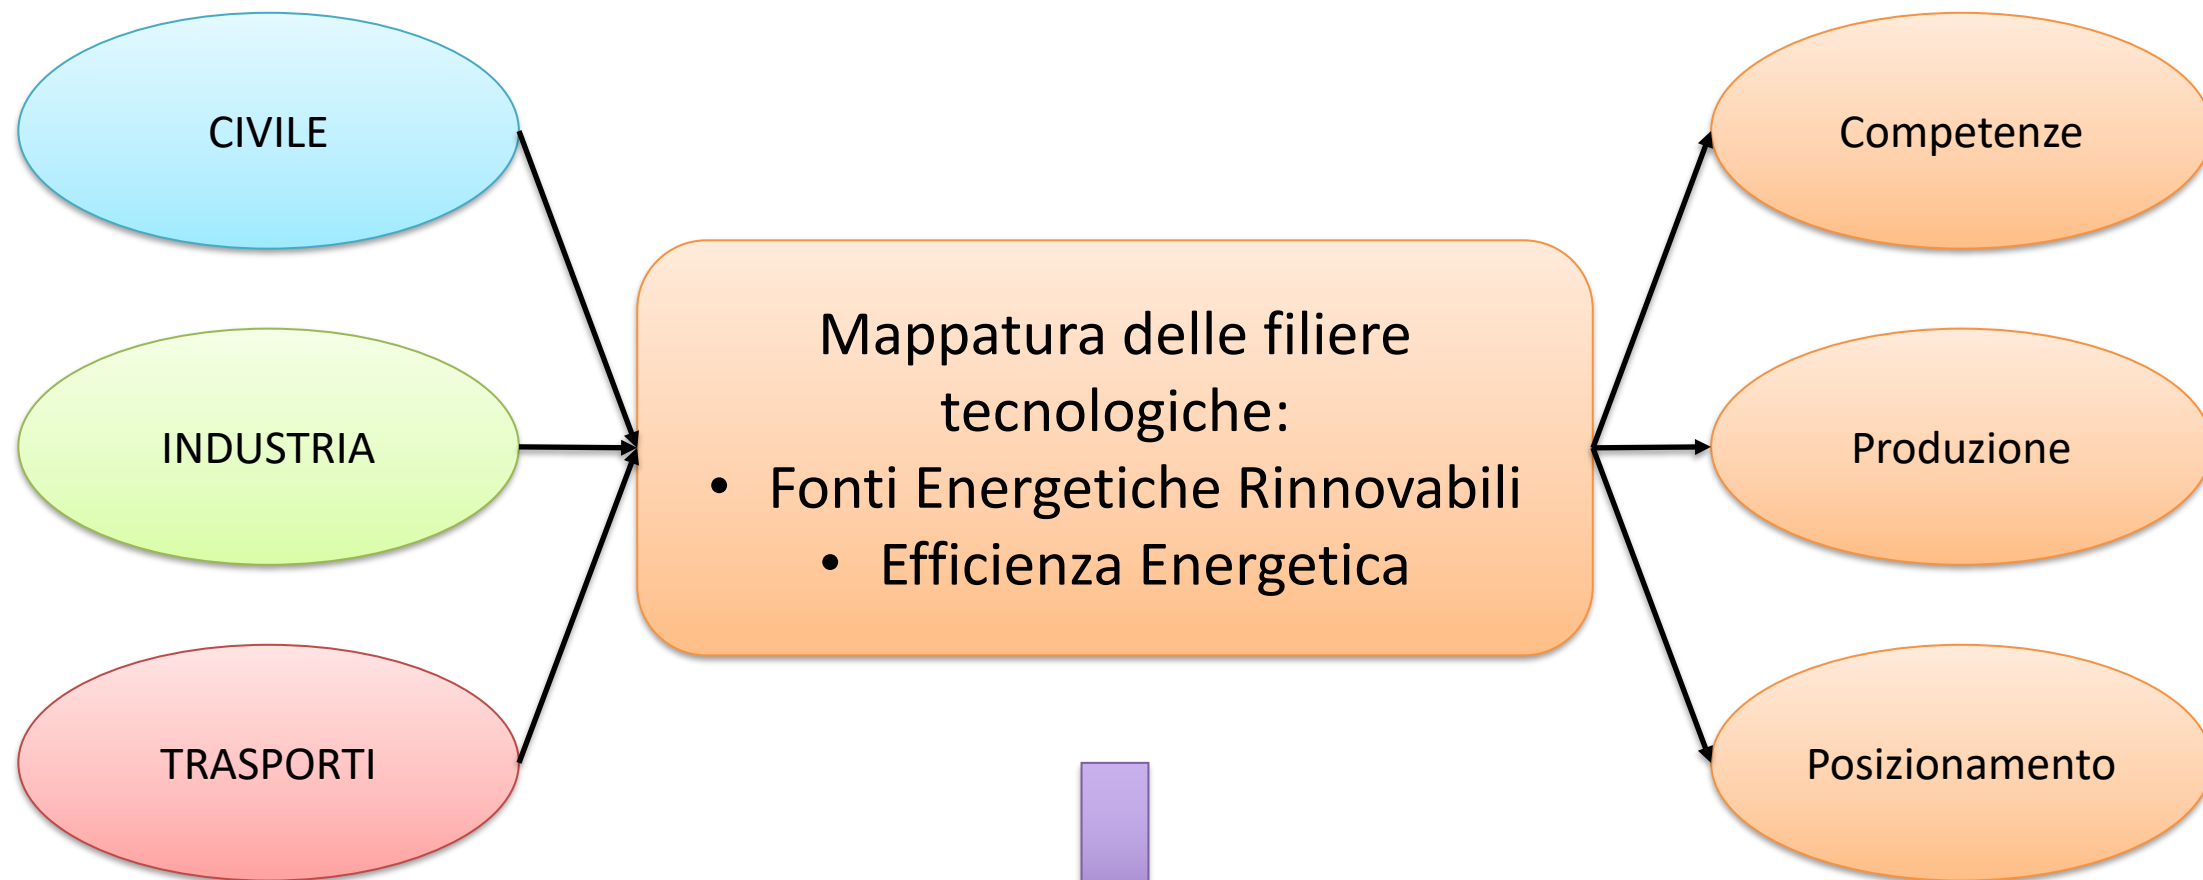 CIVILE
INDUSTRIA
TRASPORTI
Mappatura delle filiere
tecnologiche:
• Fonti Energetiche Rinnovabili
• Efficienza Energetica
Competenze
Produzione
Posizionamento